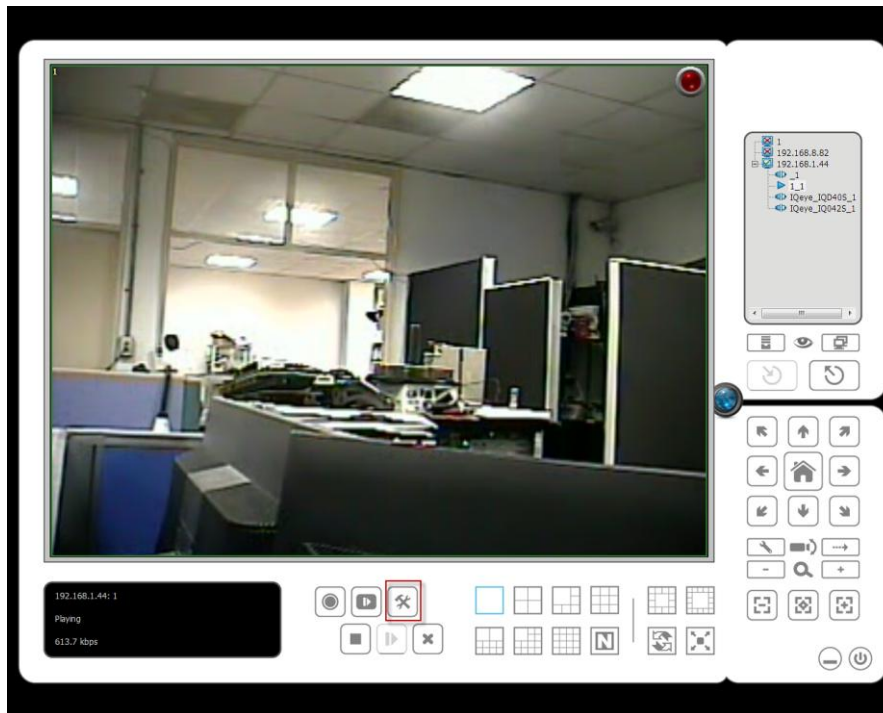 1
1
192.168.8.82
192.168.1.44
_1
1_1
IQeye_IQD40S_1
IQeye_IQ042S_1
192.168.1.44: 1
Playing
613.7 kbps
N